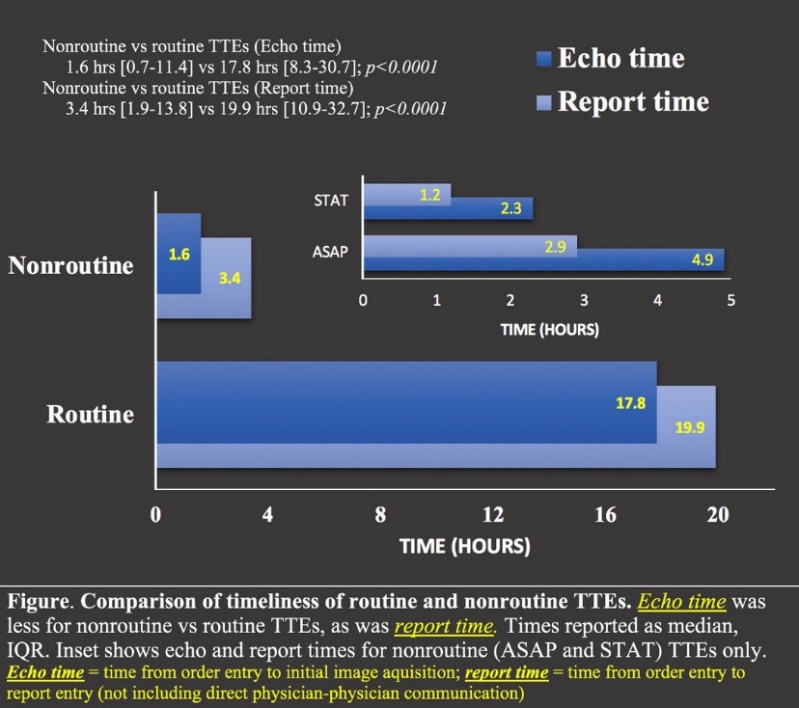 Nonroutine vs routine TTEs (Echo time)
1.6 hrs [0.7-11.4] vs 17.8 hrs [8.3-30.7]; p<0.0001
Nonroutine vs routine TTEs (Report time)
3.4 hrs [1.9-13.8] vs 19.9 hrs [10.9-32.7]; p<0.0001
Echo time
Report time
STAT
1.2
2.3
ASAP
2.9
4.9
0 1 2 3 4 5
TIME (HOURS)
Nonroutine
1.6
3.4
Routine
17.8
19.9
0 4 8 12 16 20
TIME (HOURS)
Figure. Comparison of timeliness of routine and nonroutine TTEs. Echo time was
less for nonroutine vs routine TTEs, as was report time. Times reported as median,
IQR. Inset shows echo and report times for nonroutine (ASAP and STAT) TTEs only.
Echo time = time from order entry to initial image aquisition; report time = time from order entry to
report entry (not including direct physician-physician communication)